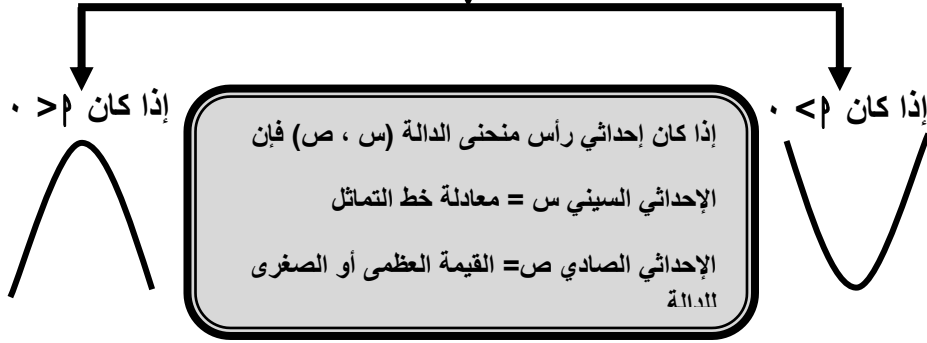 إذا كان أ> ٠
إذا كان أ< ٠
إذا كان إحداثي رأس منحنى الدالة (س ، ص) فإن
الإحداثي السيني س = معادلة خط التماثل
الإحداثي الصادي ص= القيمة العظمى أو الصغرى
للدالة